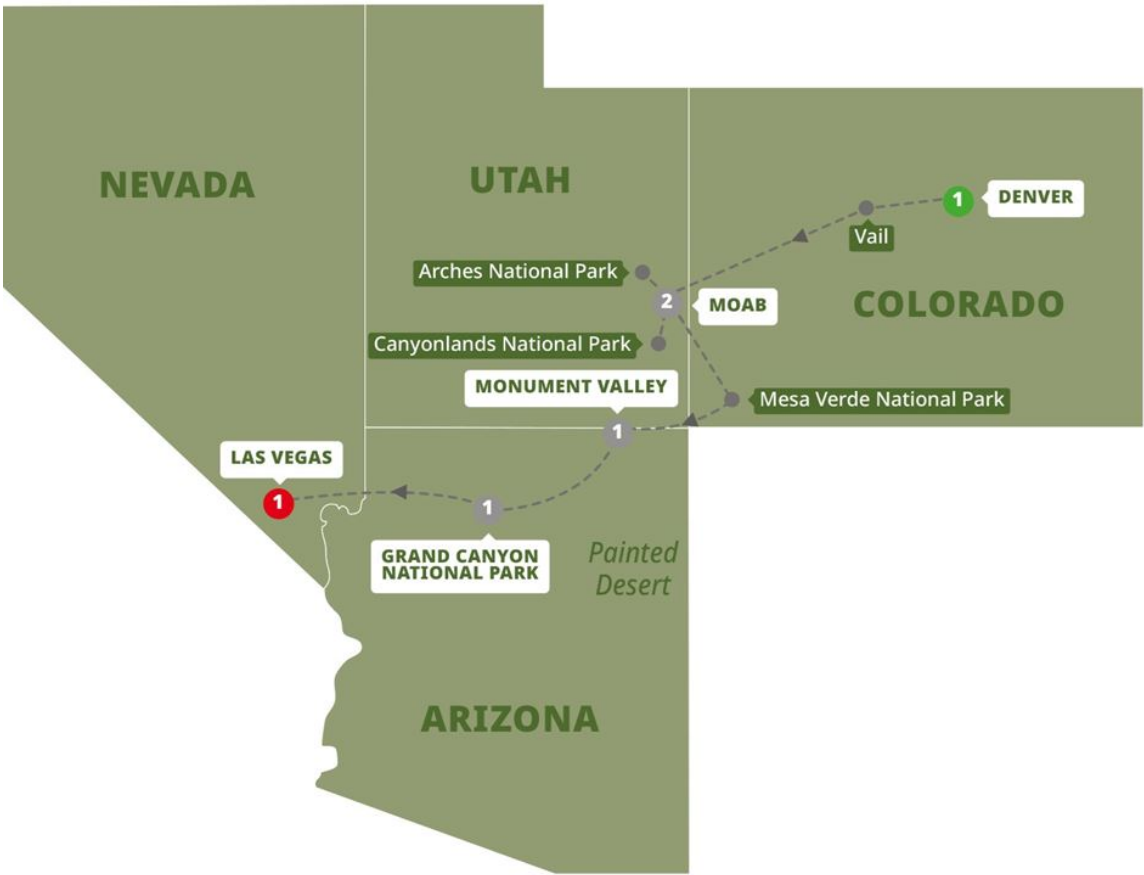 NEVADA
UTAH
1
DENVER
Vail
Arches National Park
2
MOAB
COLORADO
Canyonlands National Park
MONUMENT VALLEY
Mesa Verde National Park
1
LAS VEGAS
1
1
GRAND CANYON
NATIONAL PARK
Painted
Desert
ARIZONA